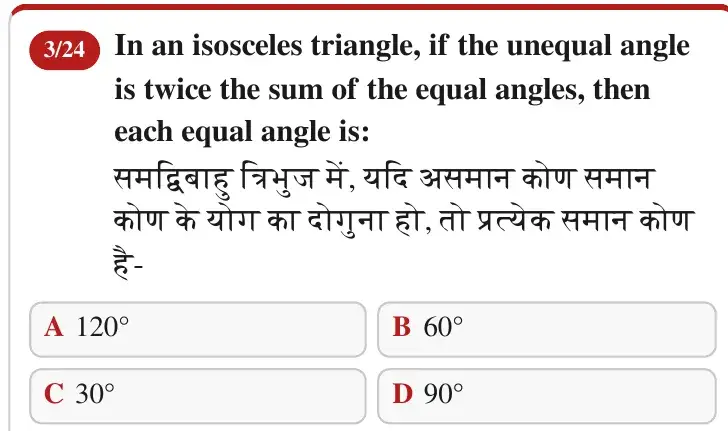 3/24 In an isosceles triangle, if the unequal angle
is twice the sum of the equal angles, then
each equal angle is:
समद्विबाहु त्रिभुज में, यदि असमान कोण समान
कोण के योग का दोगुना हो, तो प्रत्येक समान कोण
है-
A 120°
B 60°
C 30°
D 90°